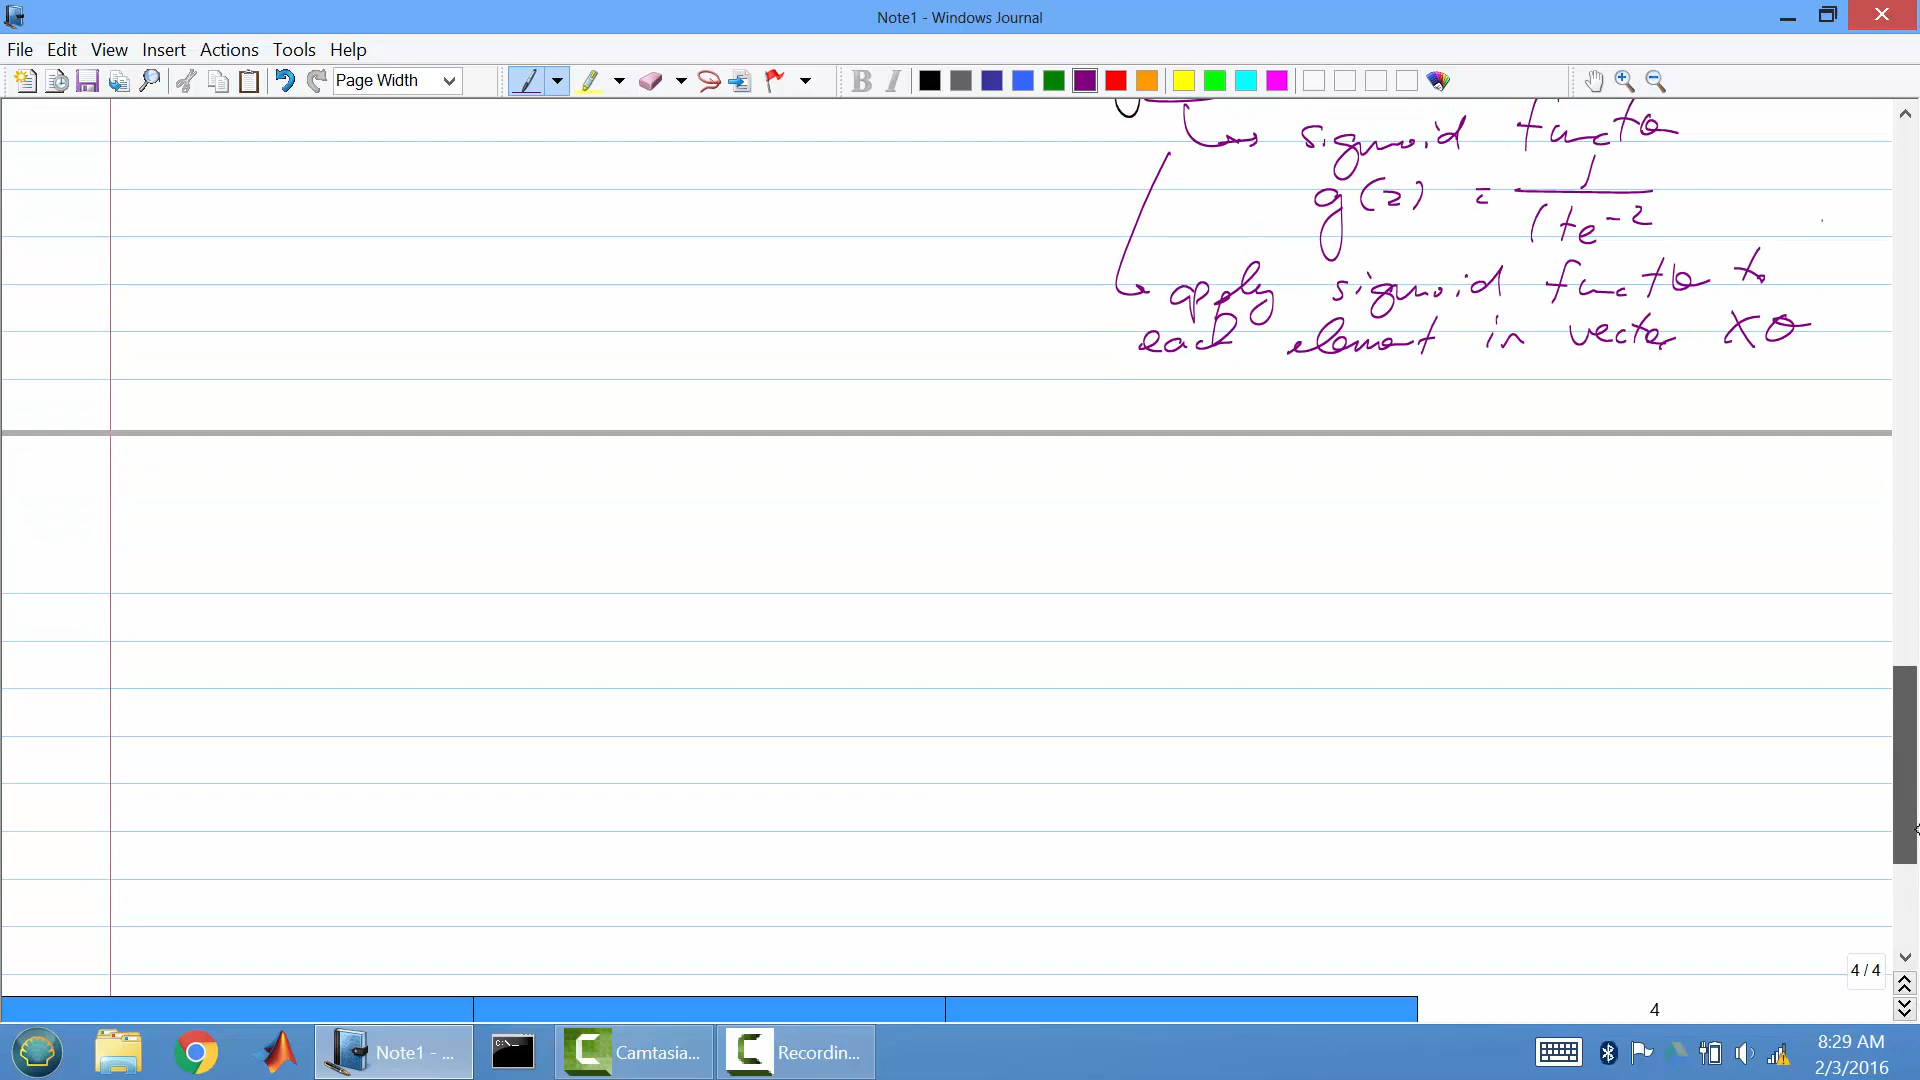 Note1 - Windows Journal
File Edit View Insert Actions Tools Help
Page Width
B I
sigmoid function
g(z) = 1
1+e-z
apply sigmoid function to
each element in vector Xθ
4 / 4
4
C:\_
Note1 - ...
Camtasia...
Recordin...
8:29 AM
2/3/2016